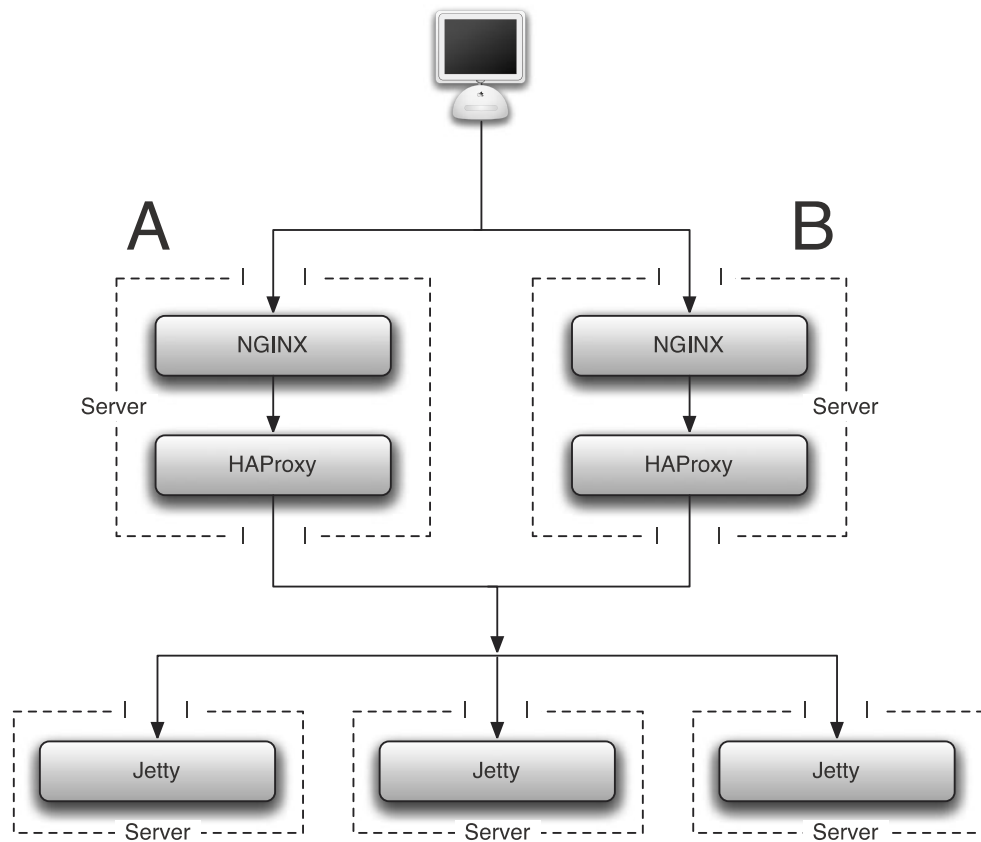 A
B
NGINX
NGINX
Server
Server
HAProxy
HAProxy
Jetty
Jetty
Jetty
Server
Server
Server